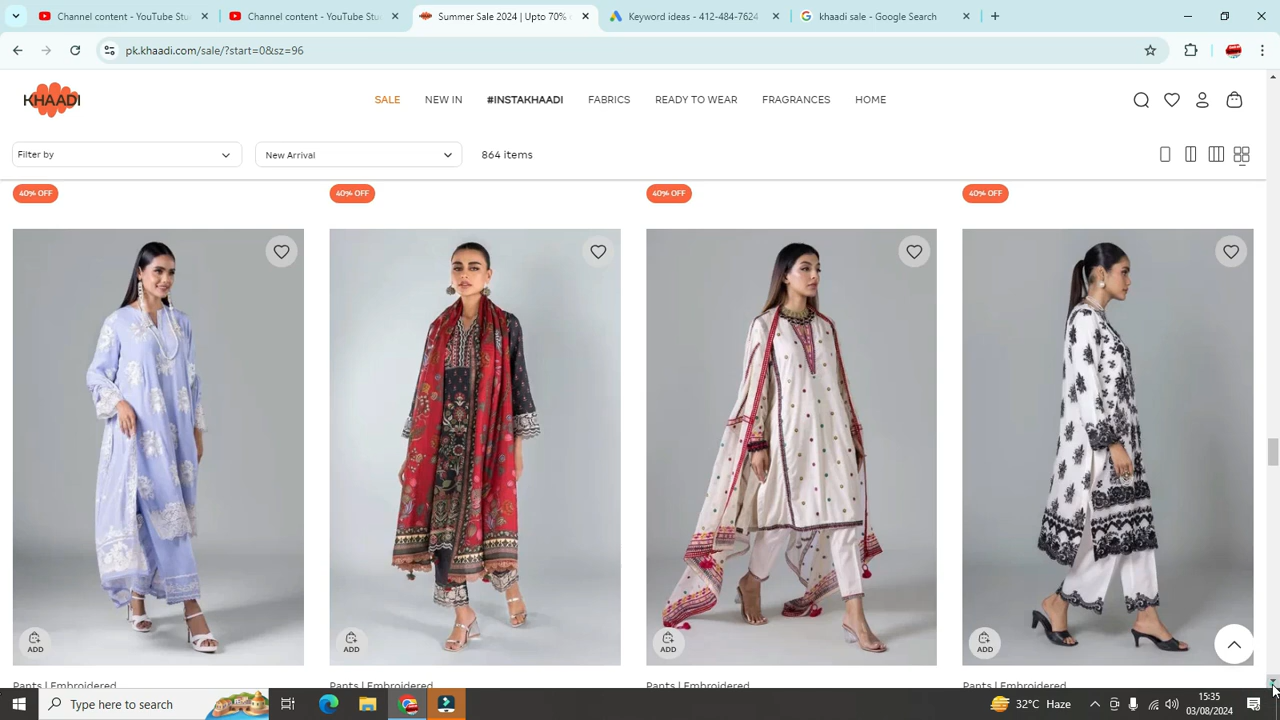 Channel content - YouTube Stu
Channel content - YouTube Stu
Summer Sale 2024 | Upto 70%
Keyword ideas - 412-484-7624
khaadi sale - Google Search
pk.khaadi.com/sale/?start=0&sz=96
KHAADI
SALE
NEW IN
#INSTAKHAADI
FABRICS
READY TO WEAR
FRAGRANCES
HOME
Filter by
New Arrival
864 items
40% OFF
40% OFF
40% OFF
40% OFF
ADD
ADD
ADD
ADD
Pants | Embroidered
Pants | Embroidered
Pants | Embroidered
Pants | Embroidered
Type here to search
32°C Haze
15:35
03/08/2024